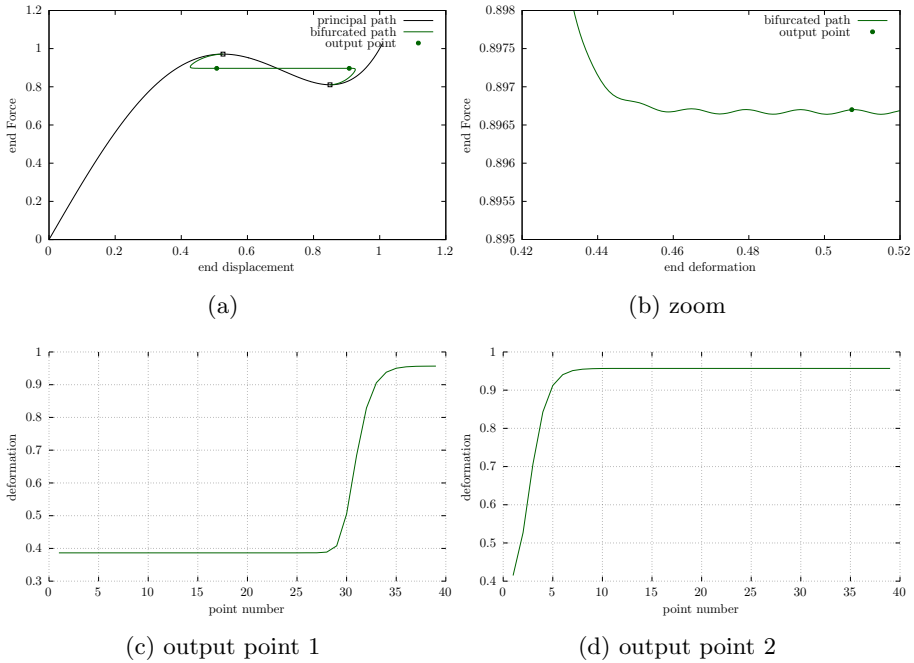 principal path
bifurcated path
output point
1.2
1
0.8
0.6
0.4
0.2
0
end Force
0 0.2 0.4 0.6 0.8 1 1.2
end displacement
(a)
bifurcated path
output point
0.898
0.8975
0.897
0.8965
0.896
0.8955
0.895
end Force
0.42 0.44 0.46 0.48 0.5 0.52
end deformation
(b) zoom
1
0.9
0.8
0.7
0.6
0.5
0.4
0.3
deformation
0 5 10 15 20 25 30 35 40
point number
(c) output point 1
1
0.9
0.8
0.7
0.6
0.5
0.4
deformation
0 5 10 15 20 25 30 35 40
point number
(d) output point 2